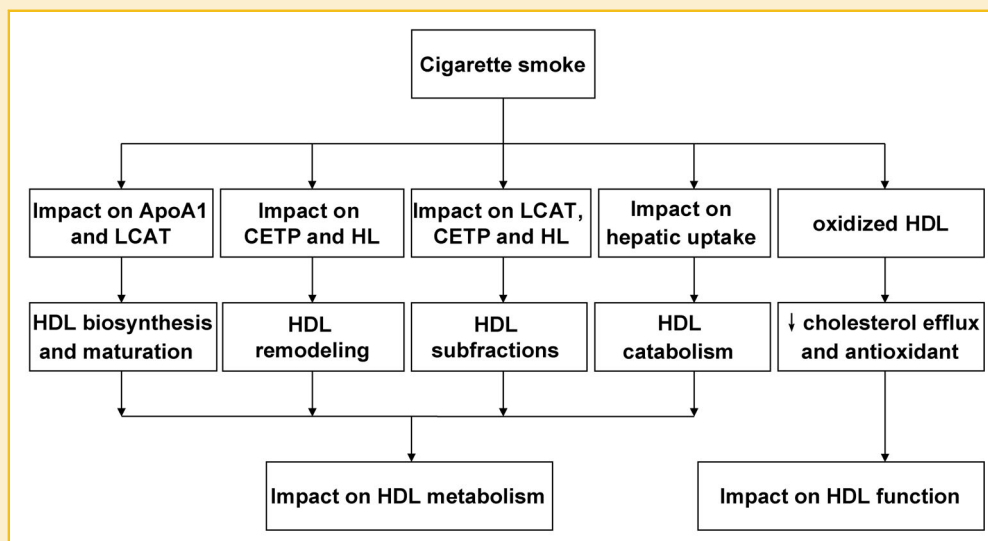 Cigarette smoke
Impact on ApoA1
and LCAT
Impact on
CETP and HL
Impact on LCAT,
CETP and HL
Impact on
hepatic uptake
oxidized HDL
HDL biosynthesis
and maturation
HDL
remodeling
HDL
subfractions
HDL
catabolism
↓ cholesterol efflux
and antioxidant
Impact on HDL metabolism
Impact on HDL function